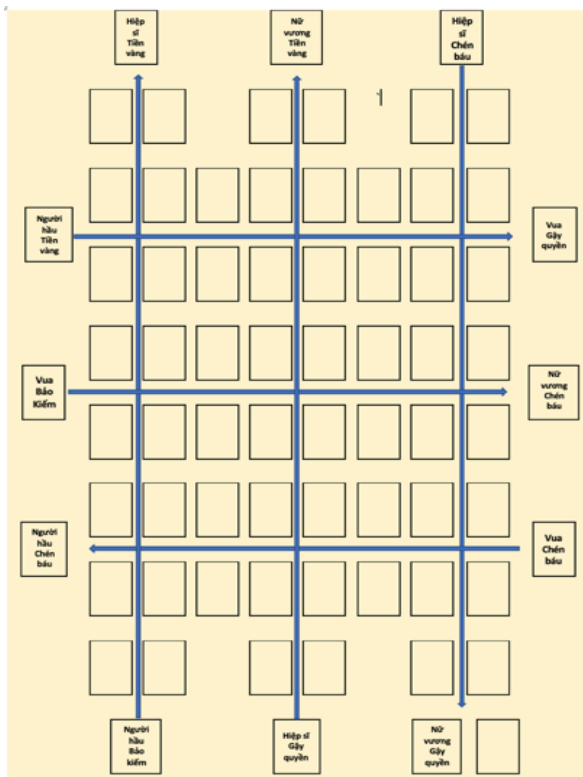 Hiệp
sĩ
Tiền
vàng
Nữ
vương
Tiền
vàng
Hiệp
sĩ
Chén
báu
Người
hầu
Tiền
vàng
Vua
Gậy
quyền
Vua
Bảo
Kiếm
Nữ
vương
Chén
báu
Người
hầu
Chén
báu
Vua
Chén
báu
Người
hầu
Bảo
kiếm
Hiệp sĩ
Gậy
quyền
Nữ
vương
Gậy
quyền